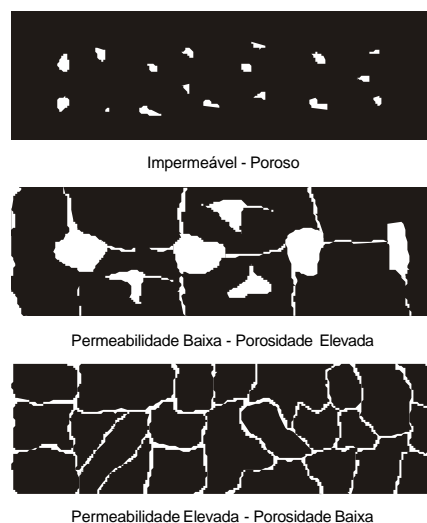 Impermeável - Poroso
Permeabilidade Baixa - Porosidade Elevada
Permeabilidade Elevada - Porosidade Baixa